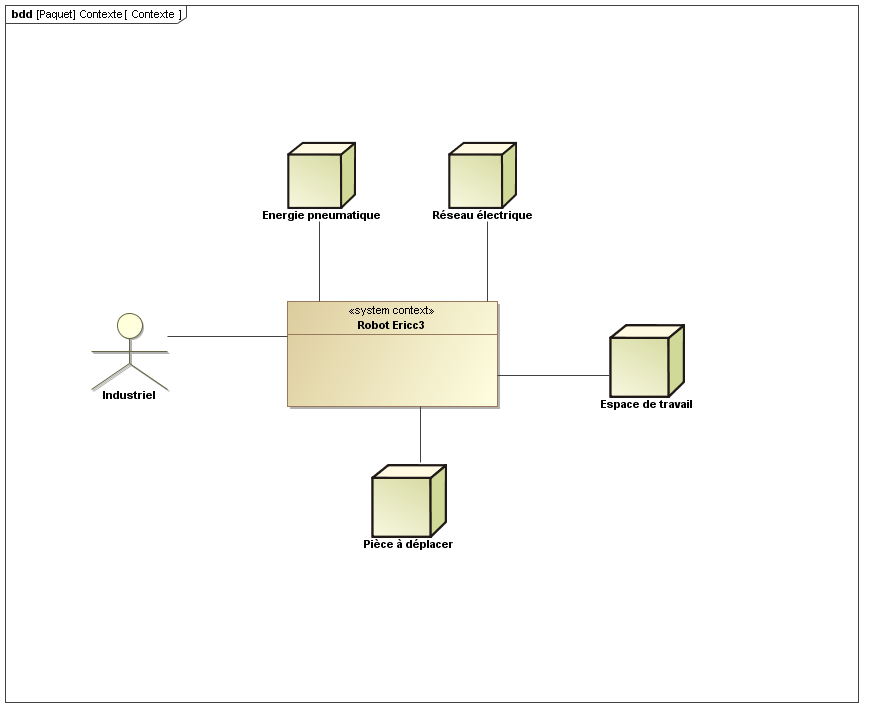 bdd [Paquet] Contexte [ Contexte ]
Energie pneumatique
Réseau électrique
«system context»
Robot Ericc3
Industriel
Espace de travail
Pièce à déplacer